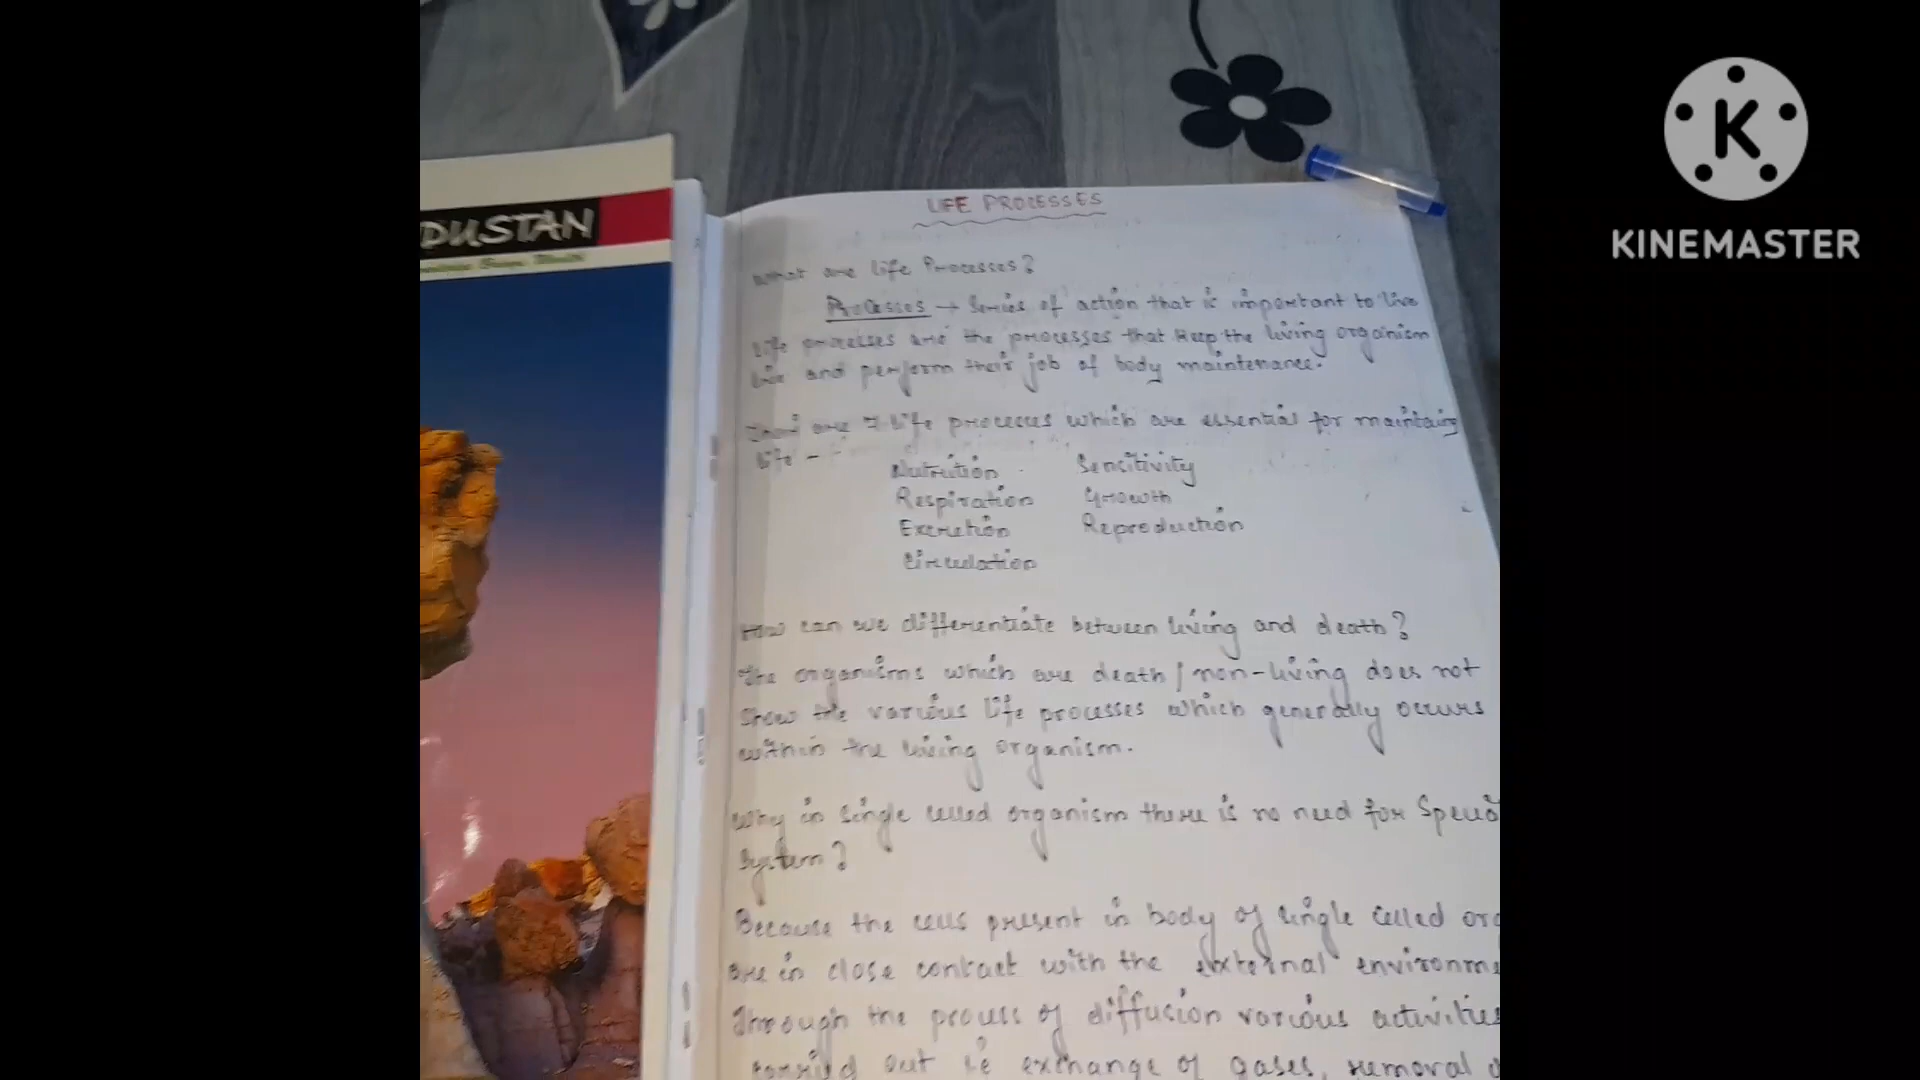 LIFE PROCESSES
What are life Processes?
Processes → Series of action that is important to live
Life processes are the processes that keep the living organism
live and perform their job of body maintenance.
There are 7 life processes which are essential for maintaing
life -
Nutrition Sensitivity
Respiration Growth
Excretion Reproduction
Circulation
How can we differentiate between living and death?
The organisms which are death/non-living does not
show the various life processes which generally occurs
within the living organism.
Why in single celled organism there is no need for
System?
Because the cells present in body of single celled
are in close contact with the external
Through the process of diffusion various
carried out ie exchange of gases, removal
DUSTAN
KINEMASTER